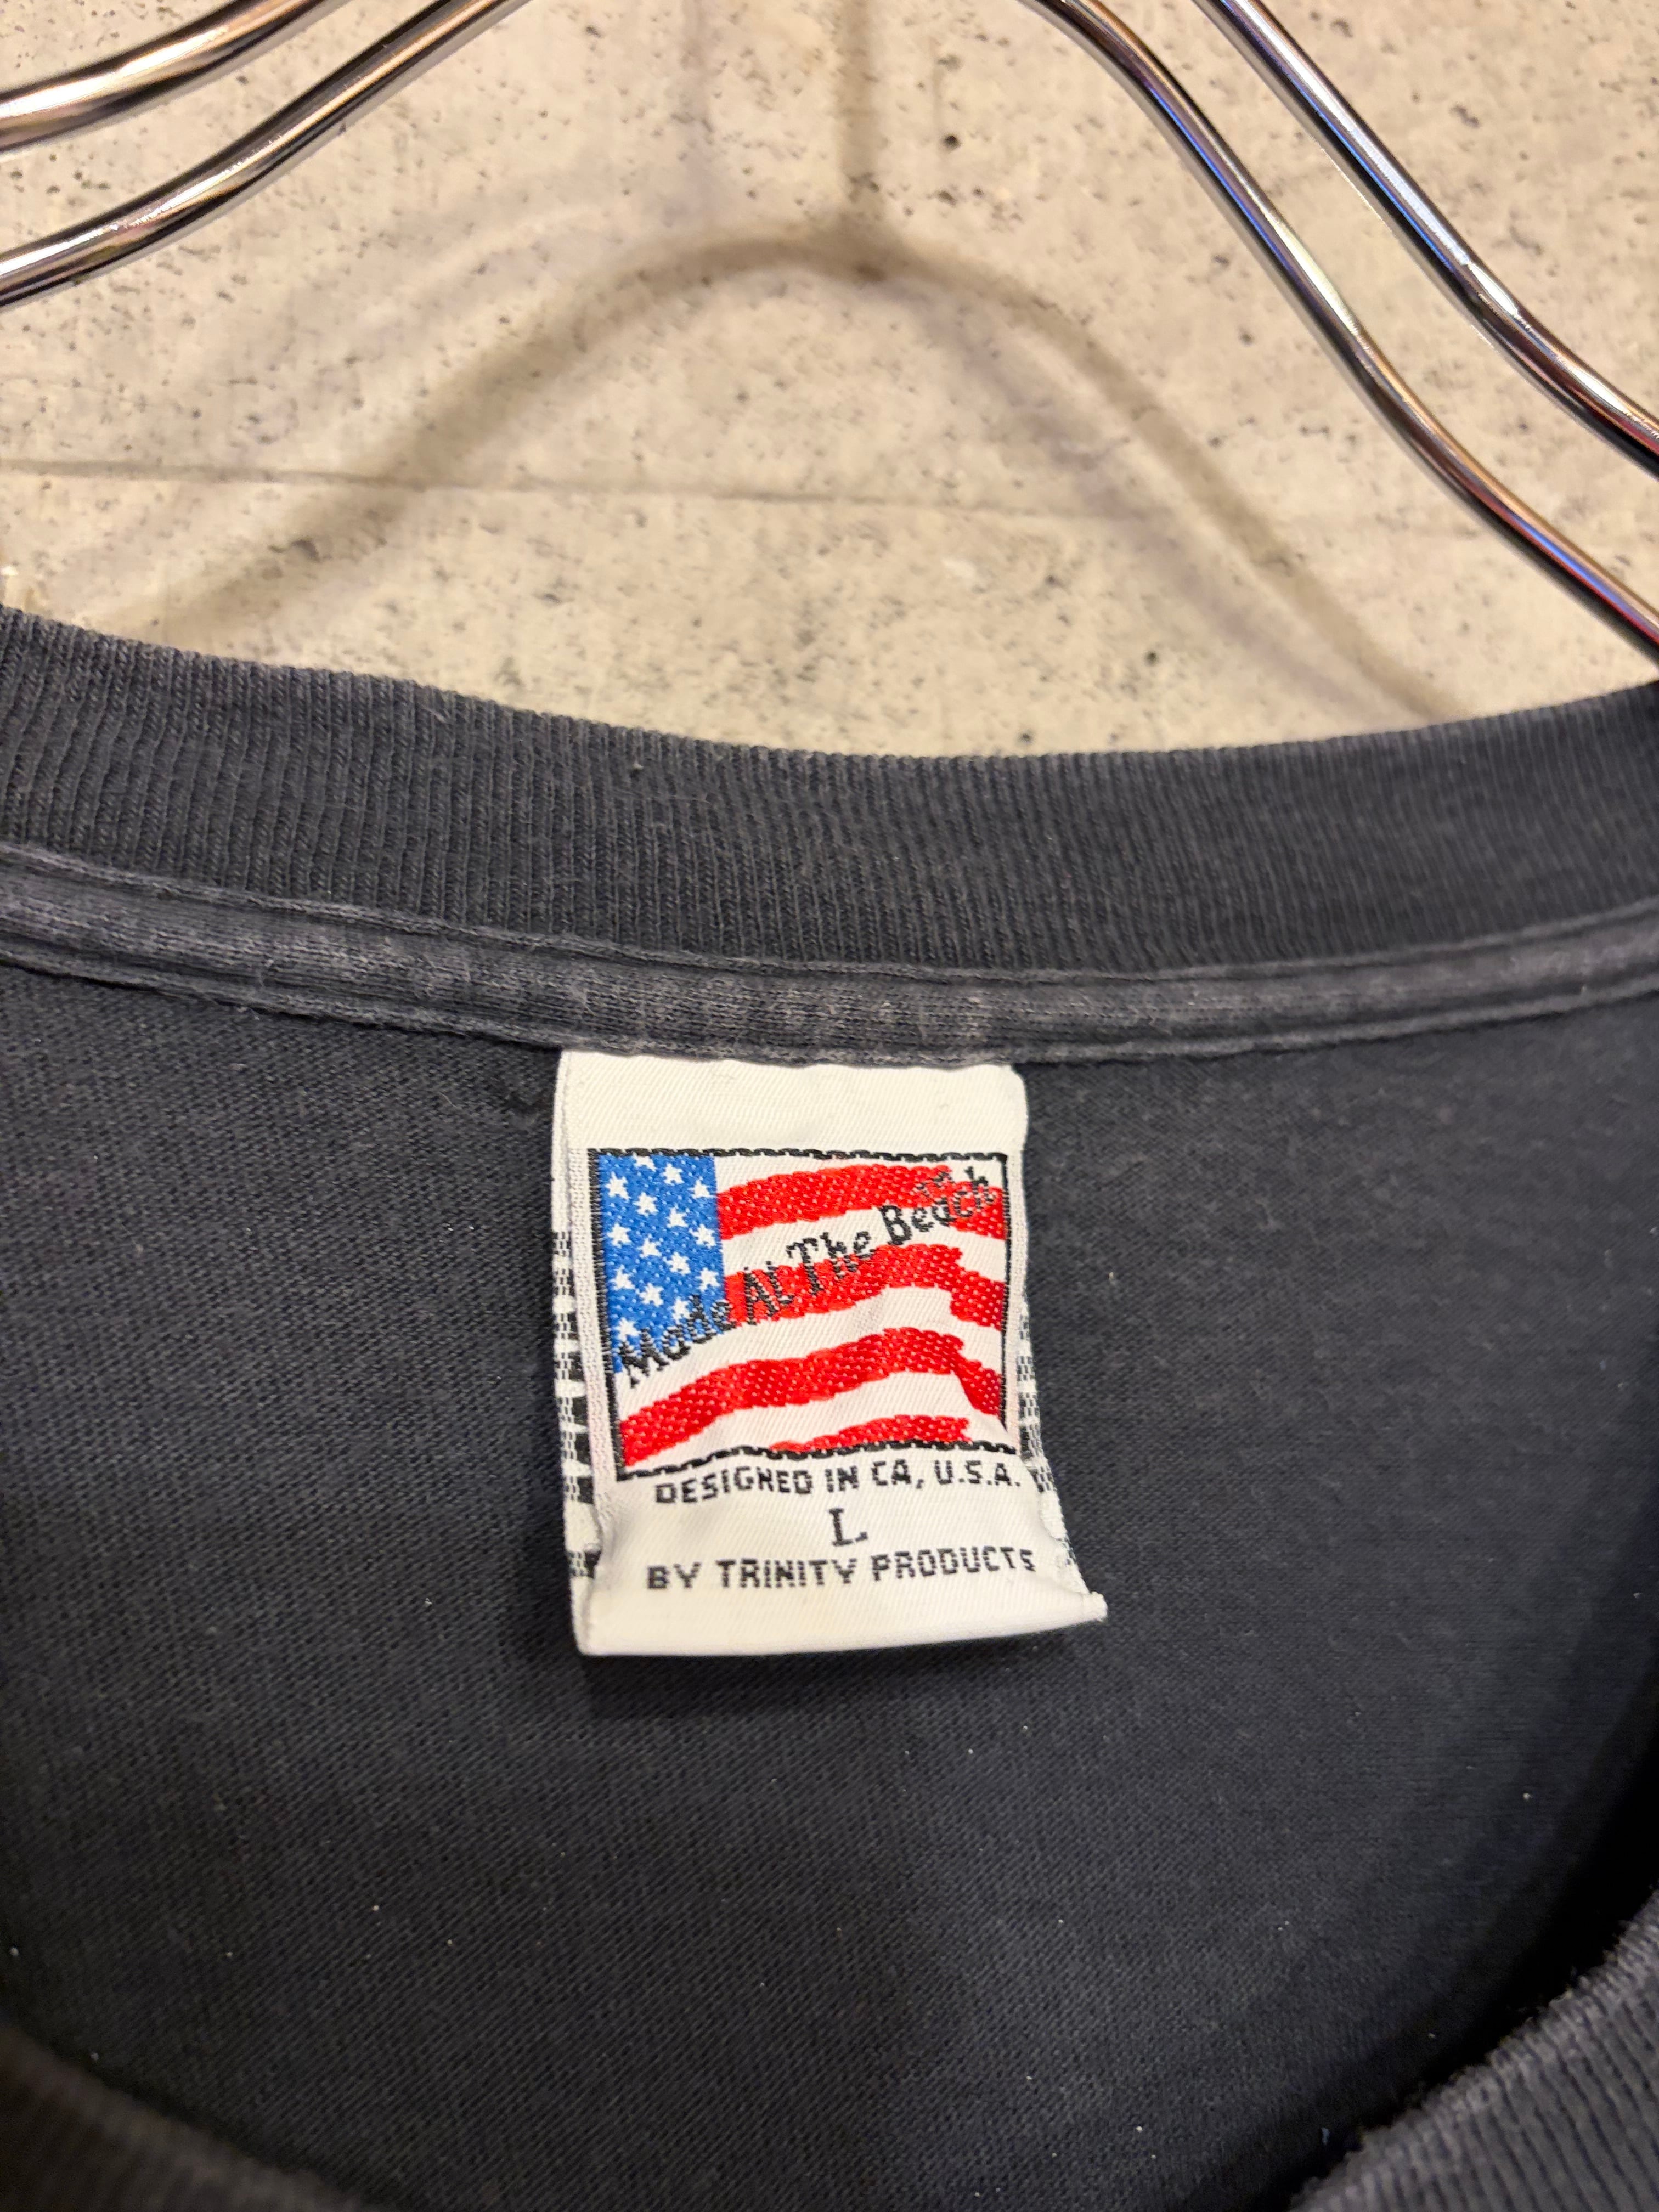 Made At The Beach
DESIGNED IN CA, U.S.A.
L
BY TRINITY PRODUCTS